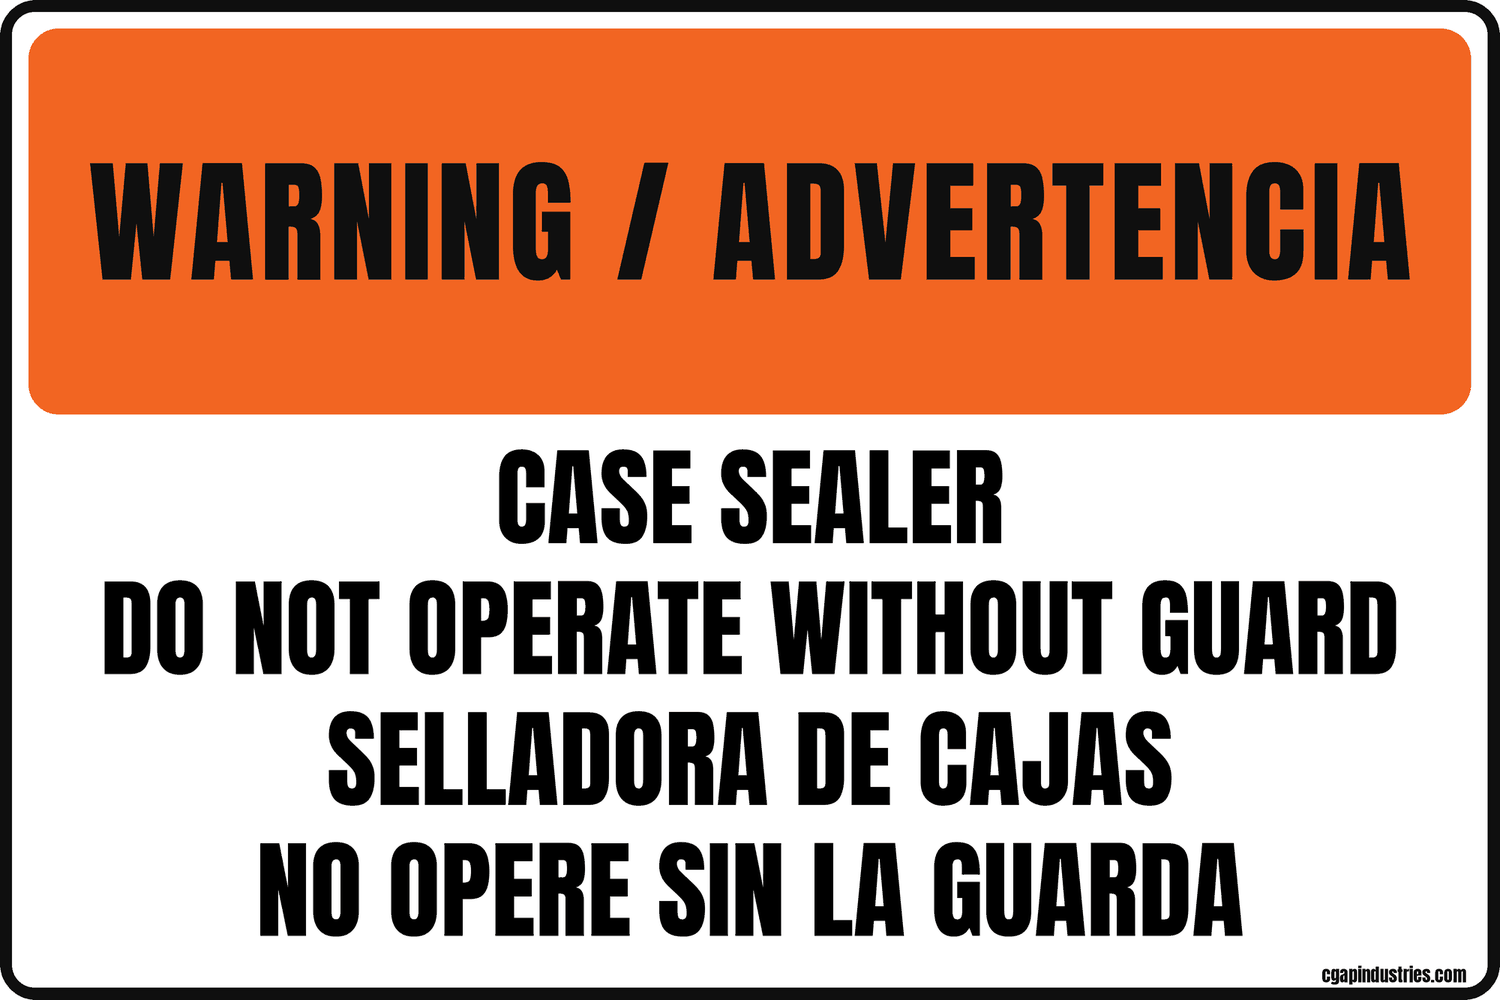 WARNING / ADVERTENCIA
CASE SEALER
DO NOT OPERATE WITHOUT GUARD
SELLADORA DE CAJAS
NO OPERE SIN LA GUARDA
cgapindustries.com